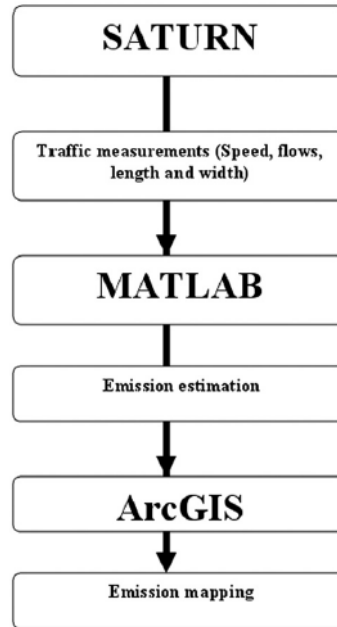 SATURN
Traffic measurements (Speed, flows,
length and width)
MATLAB
Emission estimation
ArcGIS
Emission mapping